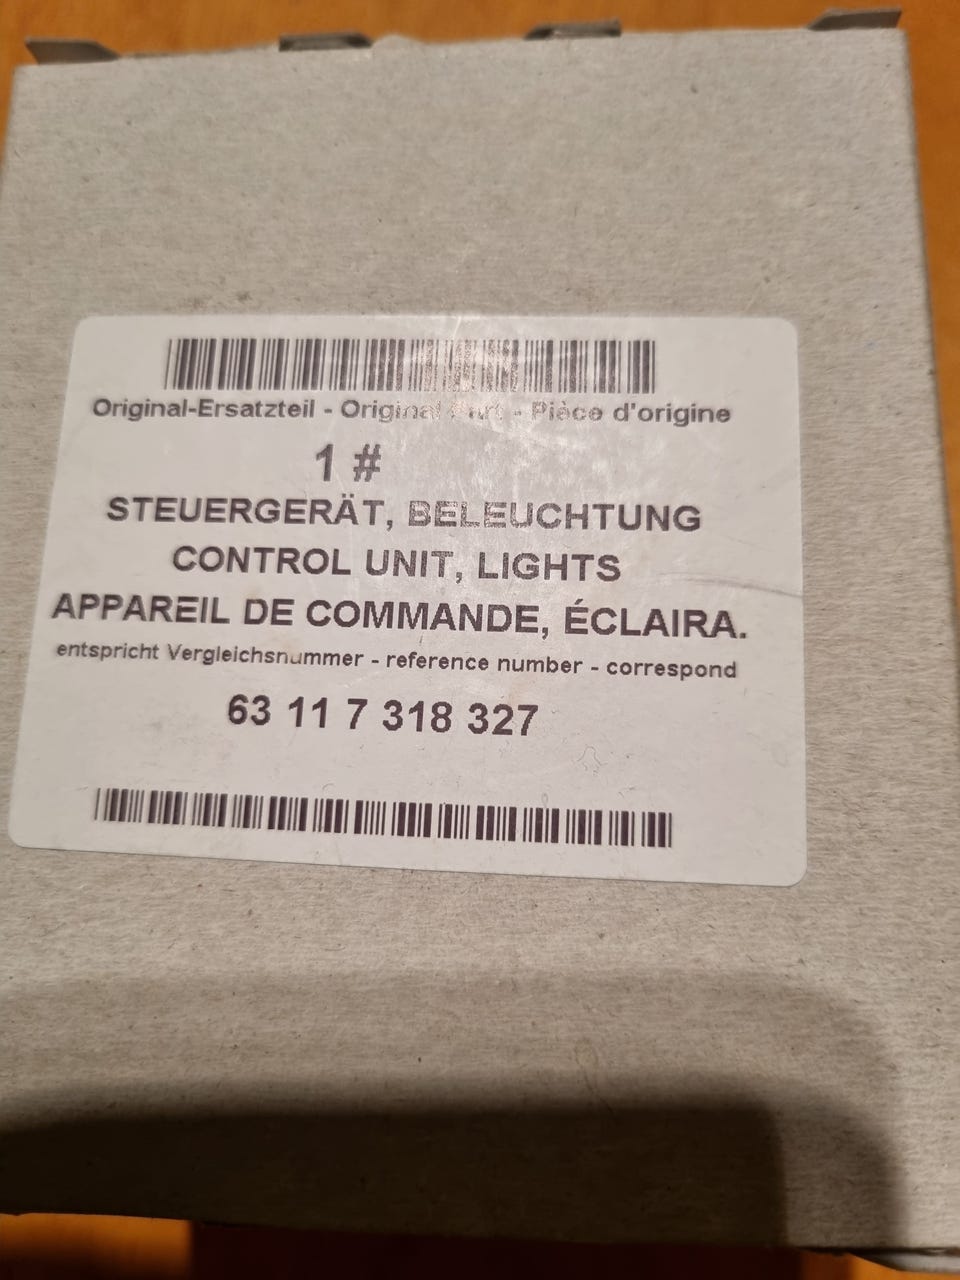 Original-Ersatzteil - Original Part - Pièce d'origine
1 #
STEUERGERÄT, BELEUCHTUNG
CONTROL UNIT, LIGHTS
APPAREIL DE COMMANDE, ÉCLAIRA.
entspricht Vergleichsnummer - reference number - correspond
63 11 7 318 327